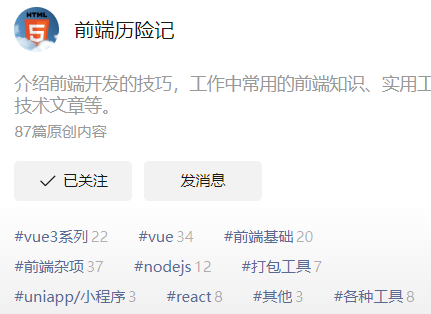 HTML
5
前端历险记
介绍前端开发的技巧，工作中常用的前端知识、实用工
技术文章等。
87篇原创内容
已关注 发消息
#vue3系列 22 #vue 34 #前端基础 20
#前端杂项 37 #nodejs 12 #打包工具 7
#uniapp/小程序 3 #react 8 #其他 3 #各种工具 8